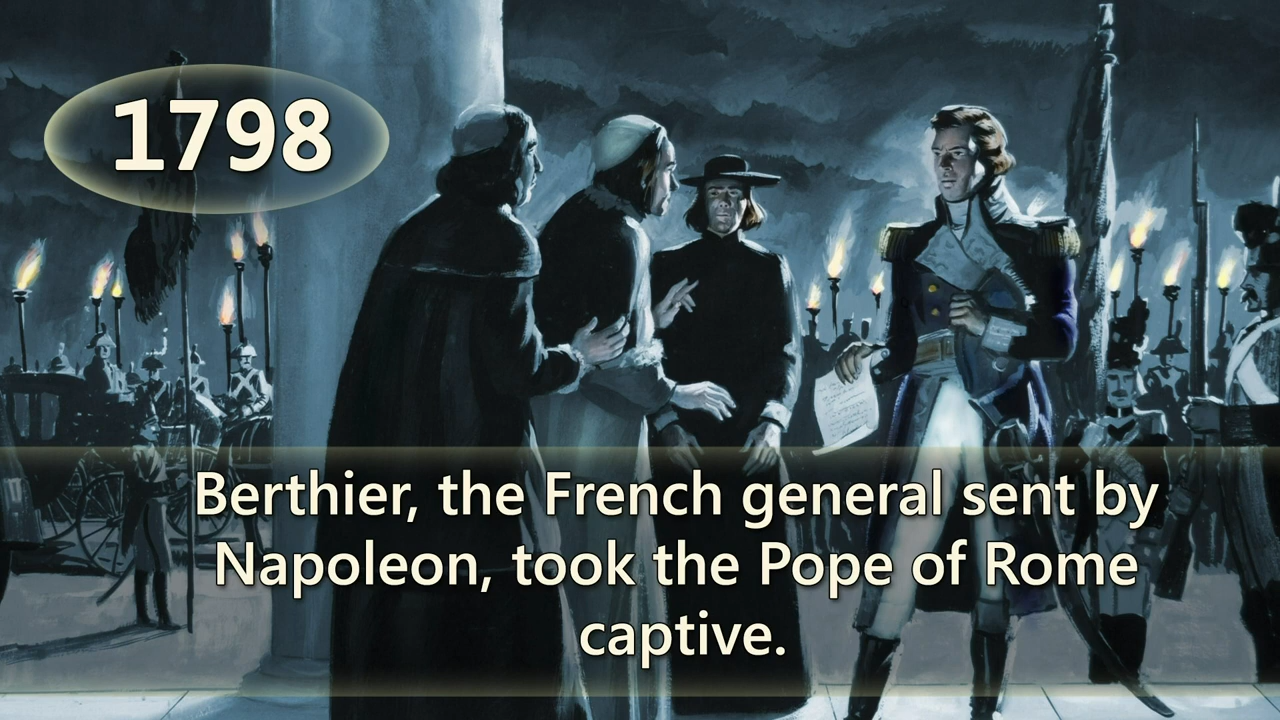 1798
Berthier, the French general sent by
Napoleon, took the Pope of Rome
captive.